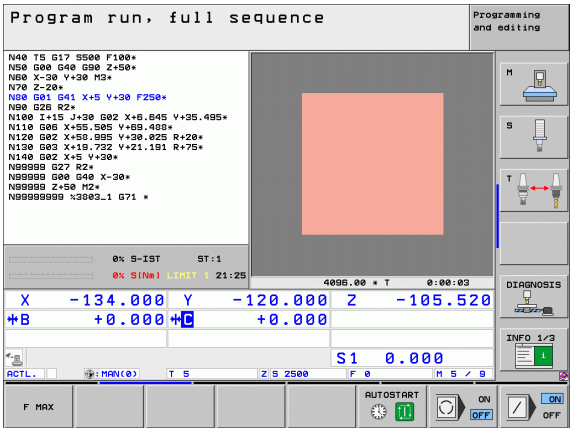 Program run, full sequence
Programming
and editing
N40 T5 G17 S500 F100*
N50 G00 G40 G90 Z+50*
N60 X-30 Y+30 M3*
N70 Z-20*
N80 G01 G41 X+5 Y+30 F250*
N90 G26 R2*
N100 I+15 J+30 G02 X+6.645 Y+35.495*
N110 G06 X+55.505 Y+69.488*
N120 G02 X+58.995 Y+30.025 R+20*
N130 G03 X+19.732 Y+21.191 R+75*
N140 G02 X+5 Y+30*
N99999 G27 R2*
N99999 G00 G40 X-30*
N99999 Z+50 M2*
N99999999 %3803_1 G71 *
M
S
T
0% S-IST ST:1
0% S[Nm] LIMIT 1 21:25
4096.00 * T 0:00:03
DIAGNOSIS
X -134.000 Y -120.000 Z -105.520
B +0.000 C +0.000
S1 0.000
INFO 1/3
i
ACTL. : MAN(0) T 5 Z S 2500 F 0 M 5 / 9
F MAX
AUTOSTART
ON
OFF
ON
OFF